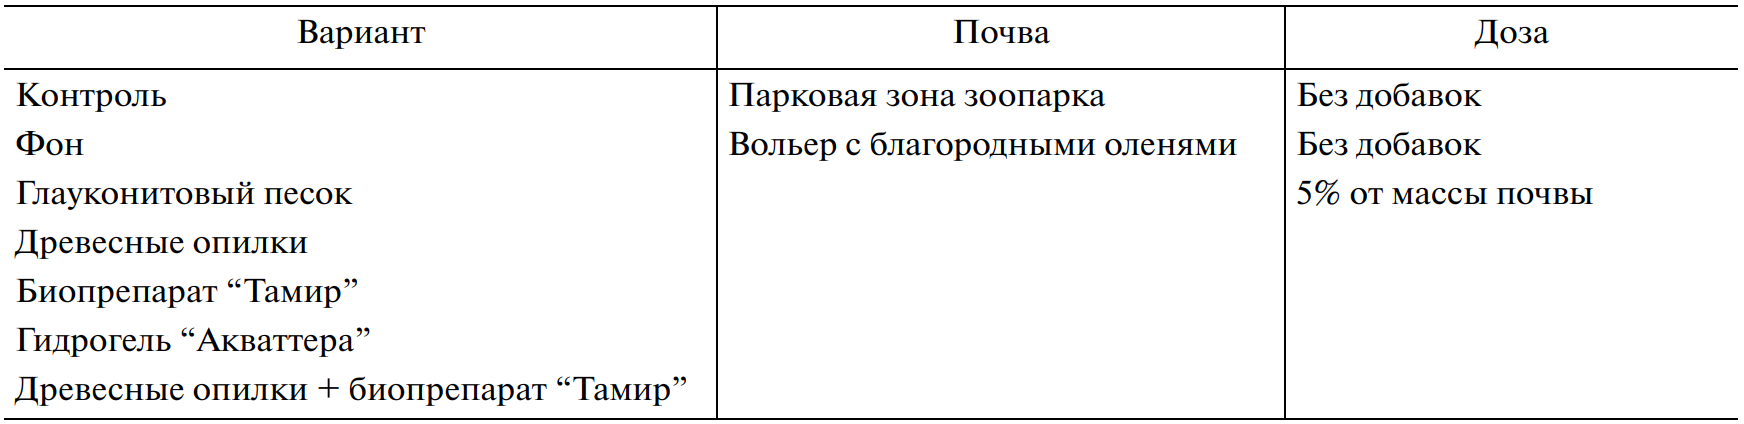 Вариант Почва Доза
Контроль Парковая зона зоопарка Без добавок
Фон Вольер с благородными оленями Без добавок
Глауконитовый песок 5% от массы почвы
Древесные опилки
Биопрепарат “Тамир”
Гидрогель “Акваттера”
Древесные опилки + биопрепарат “Тамир”